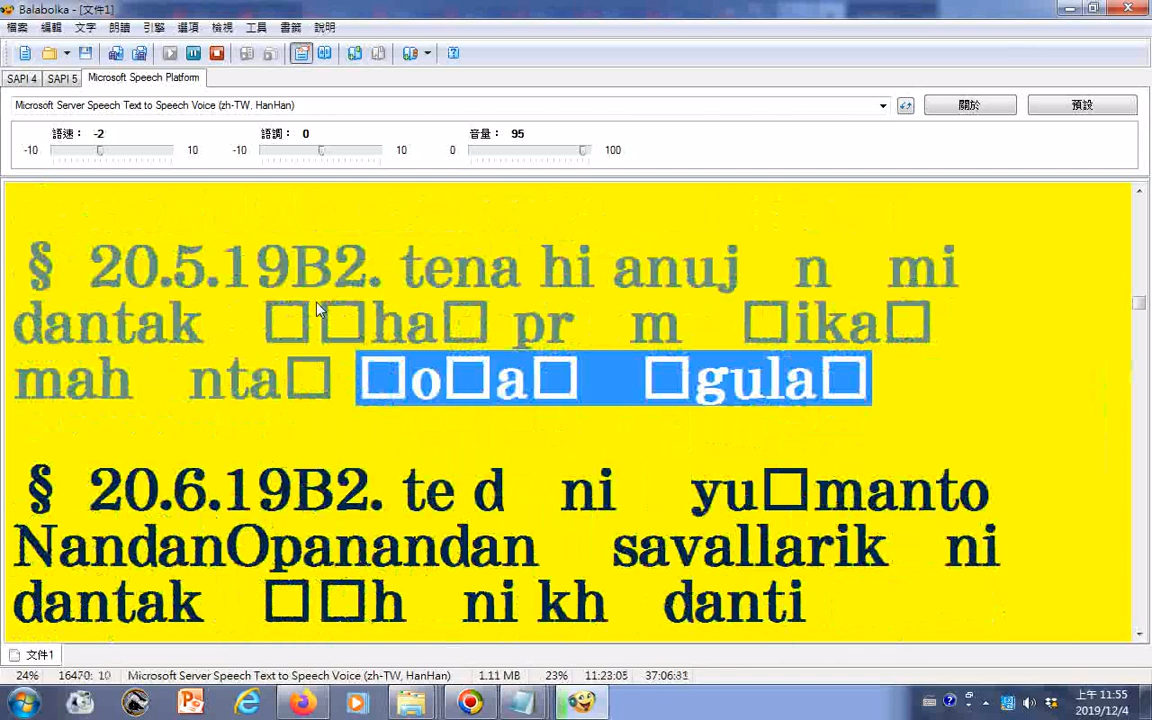 Balabolka - [文件1]
檔案 編輯 文字 朗讀 引擎 選項 檢視 工具 書籤 說明
SAPI 4 SAPI 5 Microsoft Speech Platform
Microsoft Server Speech Text to Speech Voice (zh-TW, HanHan) 關於 預設
語速: -2 語調: 0 音量: 95
-10 10 -10 10 0 100
§ 20.5.19B2. tena hi anuj n mi
dantak □□ha□ pr m □ika□
mah nta□ □o□a□ □gula□
§ 20.6.19B2. te d ni yu□manto
NandanOpanandan savallarik ni
dantak □□h ni kh danti
文件1
24% 16470: 10 Microsoft Server Speech Text to Speech Voice (zh-TW, HanHan) 1.11 MB 23% 11:23:05 37:06:31
上午 11:55
2019/12/4